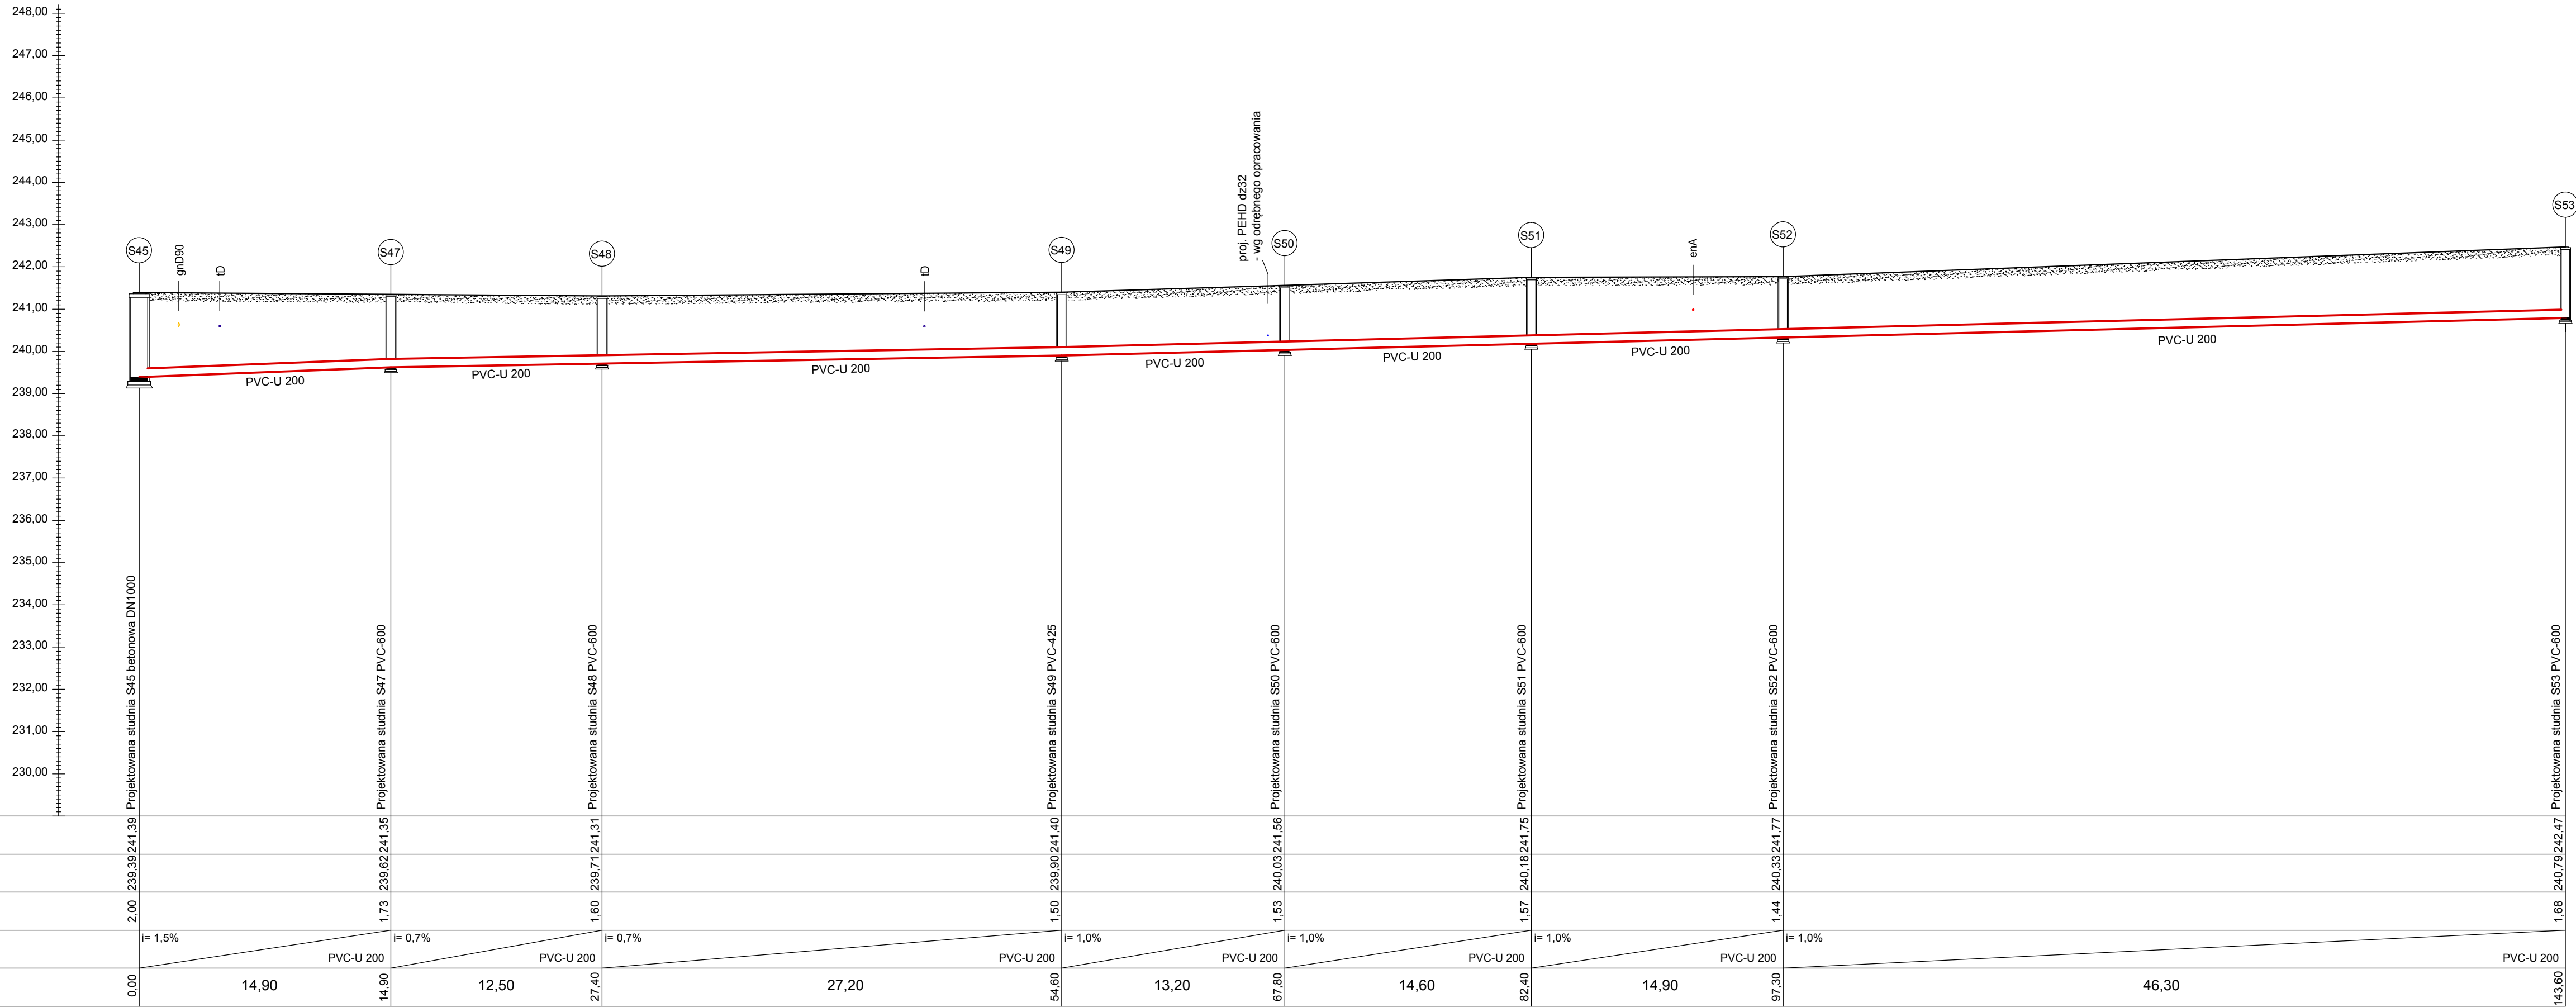 248,00
247,00
246,00
245,00
244,00
243,00
242,00
241,00
240,00
239,00
238,00
237,00
236,00
235,00
234,00
233,00
232,00
231,00
230,00
S45
gnD90
tD
S47
S48
tD
S49
proj. PEHD dz32
- wg odrębnego opracowania
S50
S51
enA
S52
S53
PVC-U 200
PVC-U 200
PVC-U 200
PVC-U 200
PVC-U 200
PVC-U 200
PVC-U 200
Projektowana studnia S45 betonowa DN1000
Projektowana studnia S47 PVC-600
Projektowana studnia S48 PVC-600
Projektowana studnia S49 PVC-425
Projektowana studnia S50 PVC-600
Projektowana studnia S51 PVC-600
Projektowana studnia S52 PVC-600
Projektowana studnia S53 PVC-600
241,39
241,35
241,31
241,40
241,56
241,75
241,77
242,47
239,39
239,62
239,71
239,90
240,03
240,18
240,33
240,79
2,00
1,73
1,60
1,50
1,53
1,57
1,44
1,68
i= 1,5%
i= 0,7%
i= 0,7%
i= 1,0%
i= 1,0%
i= 1,0%
i= 1,0%
PVC-U 200
PVC-U 200
PVC-U 200
PVC-U 200
PVC-U 200
PVC-U 200
PVC-U 200
0,00
14,90
14,90
12,50
27,40
27,20
54,60
13,20
67,80
14,60
82,40
14,90
97,30
46,30
143,60